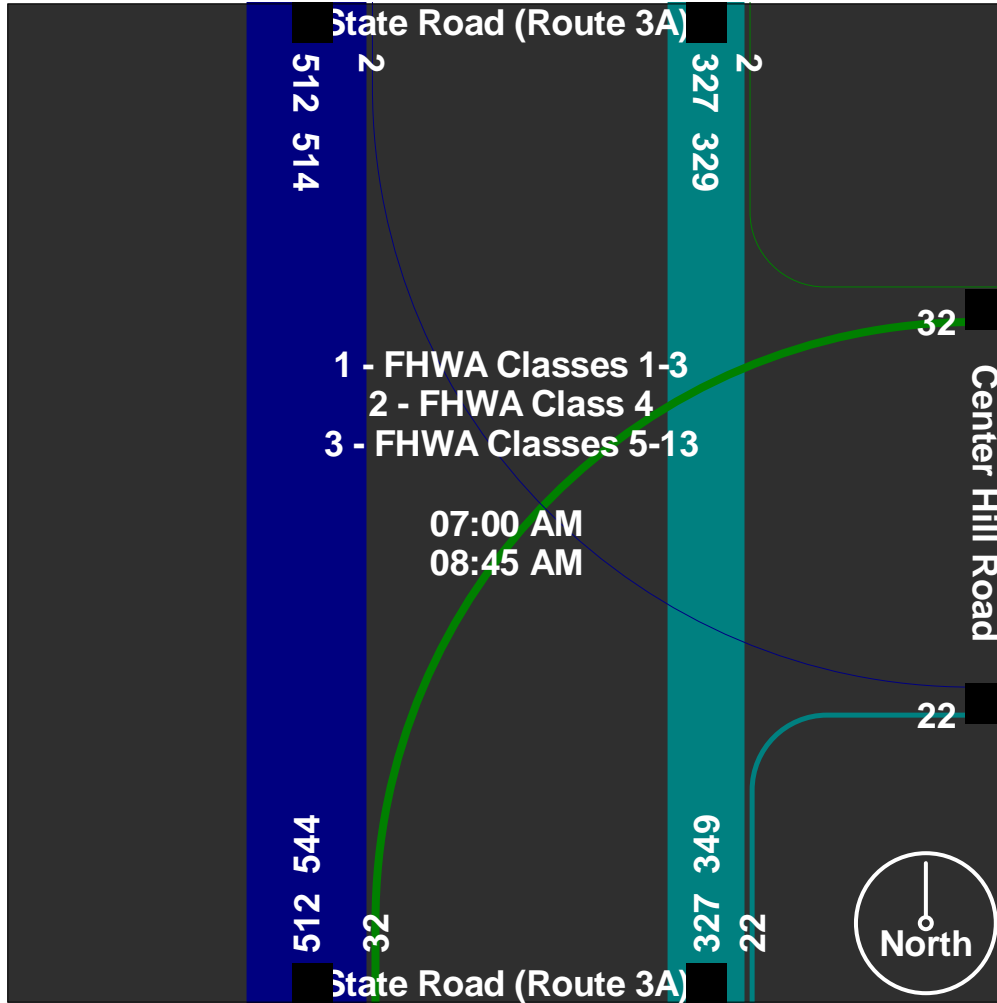 State Road (Route 3A)
512 514
2
327 329
2
32
1 - FHWA Classes 1-3
2 - FHWA Class 4
3 - FHWA Classes 5-13
Center Hill Road
07:00 AM
08:45 AM
22
512 544
32
327 349
22
North
State Road (Route 3A)